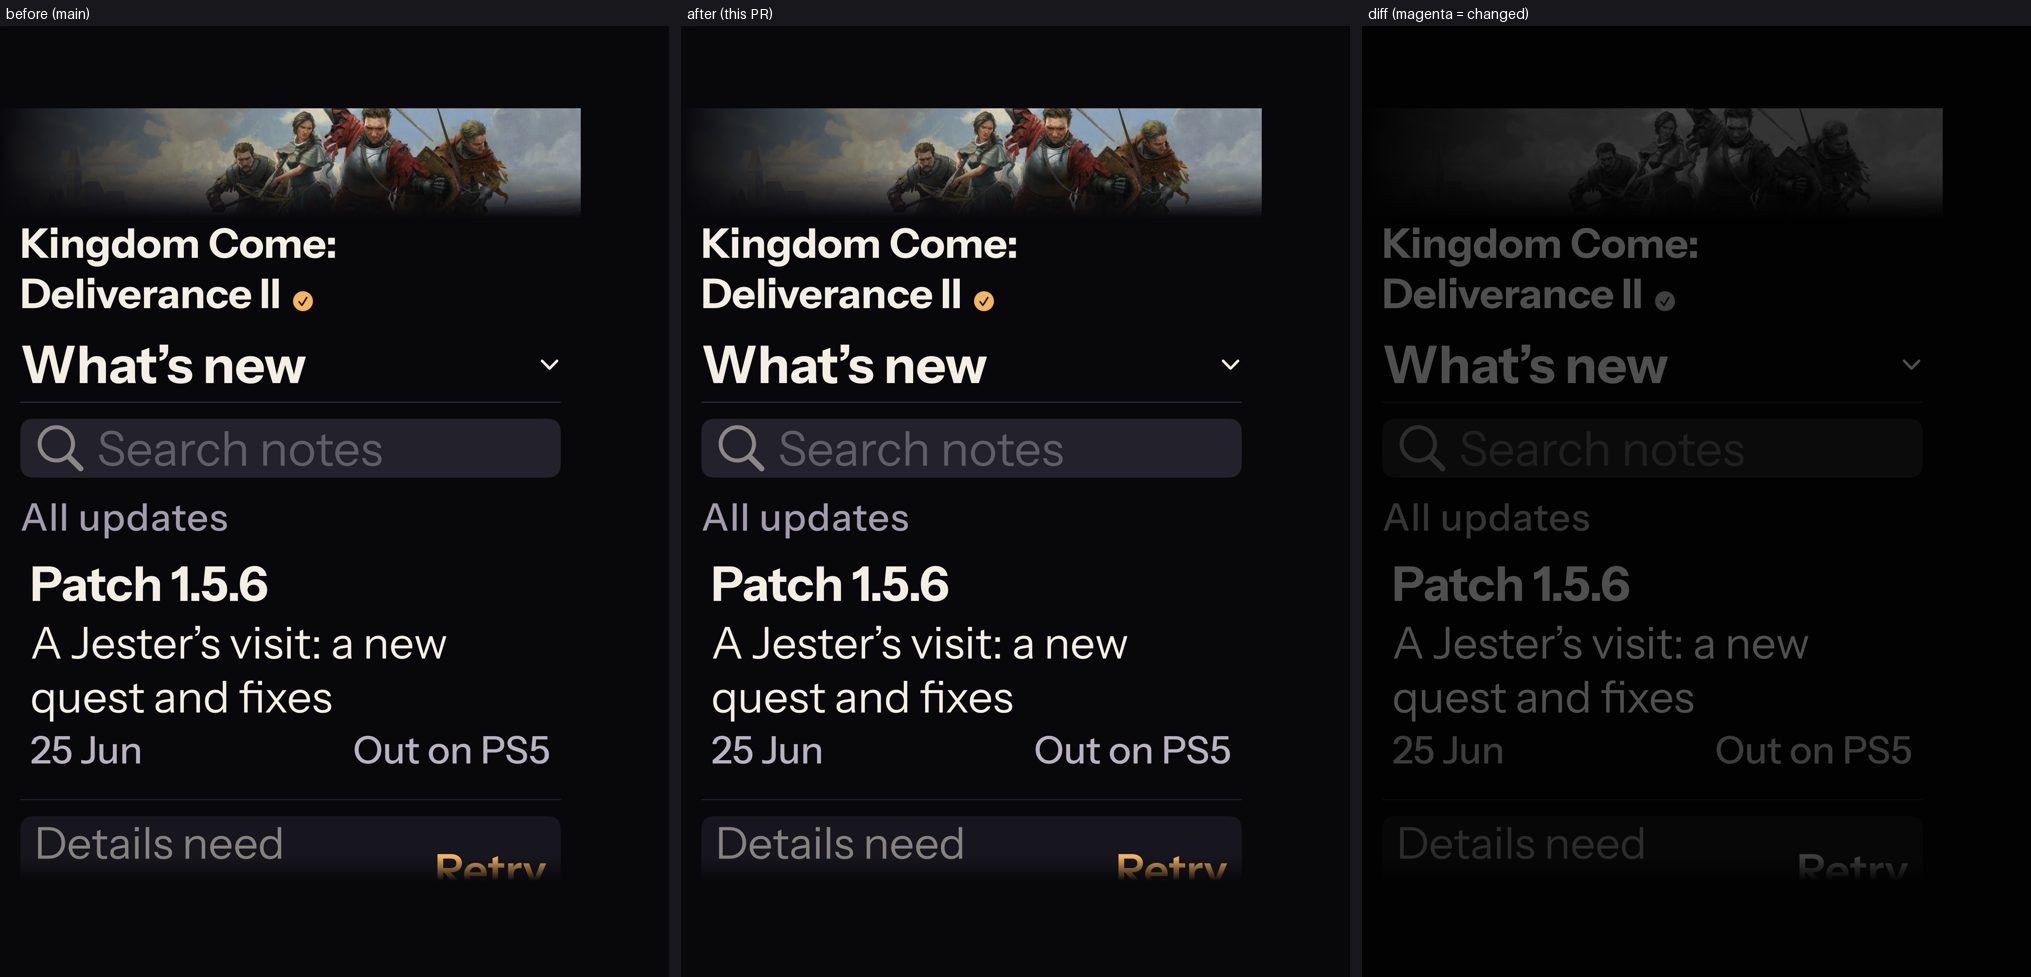 before (main)
Kingdom Come:
Deliverance II
What’s new
Search notes
All updates
Patch 1.5.6
A Jester’s visit: a new
quest and fixes
25 Jun
Out on PS5
Details need
Retry
after (this PR)
Kingdom Come:
Deliverance II
What’s new
Search notes
All updates
Patch 1.5.6
A Jester’s visit: a new
quest and fixes
25 Jun
Out on PS5
Details need
Retry
diff (magenta = changed)
Kingdom Come:
Deliverance II
What’s new
Search notes
All updates
Patch 1.5.6
A Jester’s visit: a new
quest and fixes
25 Jun
Out on PS5
Details need
Retry